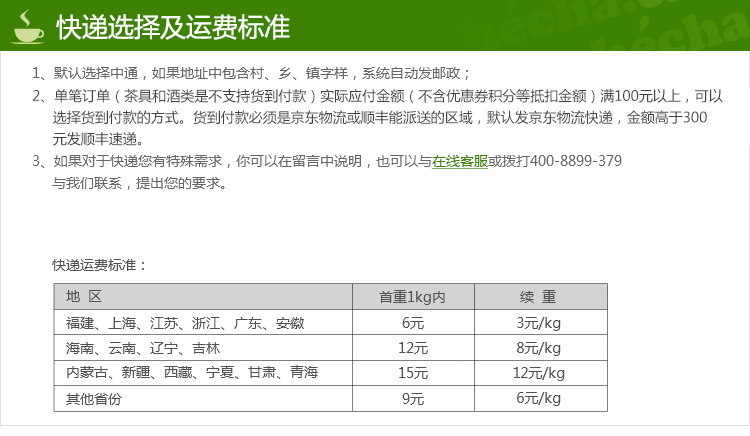 快递选择及运费标准
1、默认选择中通，如果地址中包含村、乡、镇字样，系统自动发邮政；
2、单笔订单（茶具和酒类是不支持货到付款）实际应付金额（不含优惠券积分等抵扣金额）满100元以上，可以
选择货到付款的方式。货到付款必须是京东物流或顺丰能派送的区域，默认发京东物流快递，金额高于300
元发顺丰速递。
3、如果对于快递您有特殊需求，你可以在留言中说明，也可以与在线客服或拨打400-8899-379
与我们联系，提出您的要求。
快递运费标准：
地 区 首重1kg内 续 重
福建、上海、江苏、浙江、广东、安徽 6元 3元/kg
海南、云南、辽宁、吉林 12元 8元/kg
内蒙古、新疆、西藏、宁夏、甘肃、青海 15元 12元/kg
其他省份 9元 6元/kg